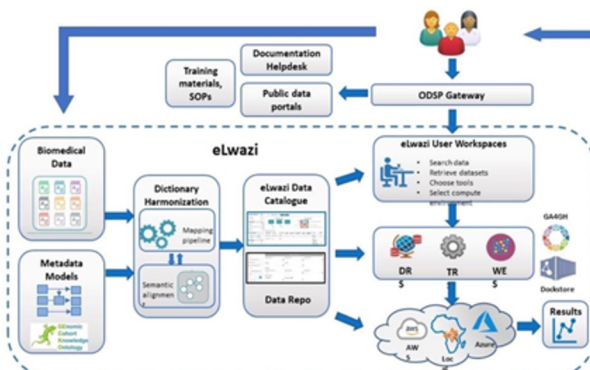 Documentation
Helpdesk
Training
materials,
SOPs
Public data
portals
ODSP Gateway
eLwazi
Biomedical
Data
eLwazi User Workspaces
• Search data
• Retrieve datasets
• Choose tools
• Select compute
Dictionary
Harmonization
Mapping
pipeline
Semantic
alignmen
eLwazi Data
Catalogue
Data Repo
Metadata
Models
GEnomic
Cohort
Knowledge
Ontology
DR
S
TR
WE
S
GA4GH
Dockstore
aws
AW
S
Loc
Azure
Results